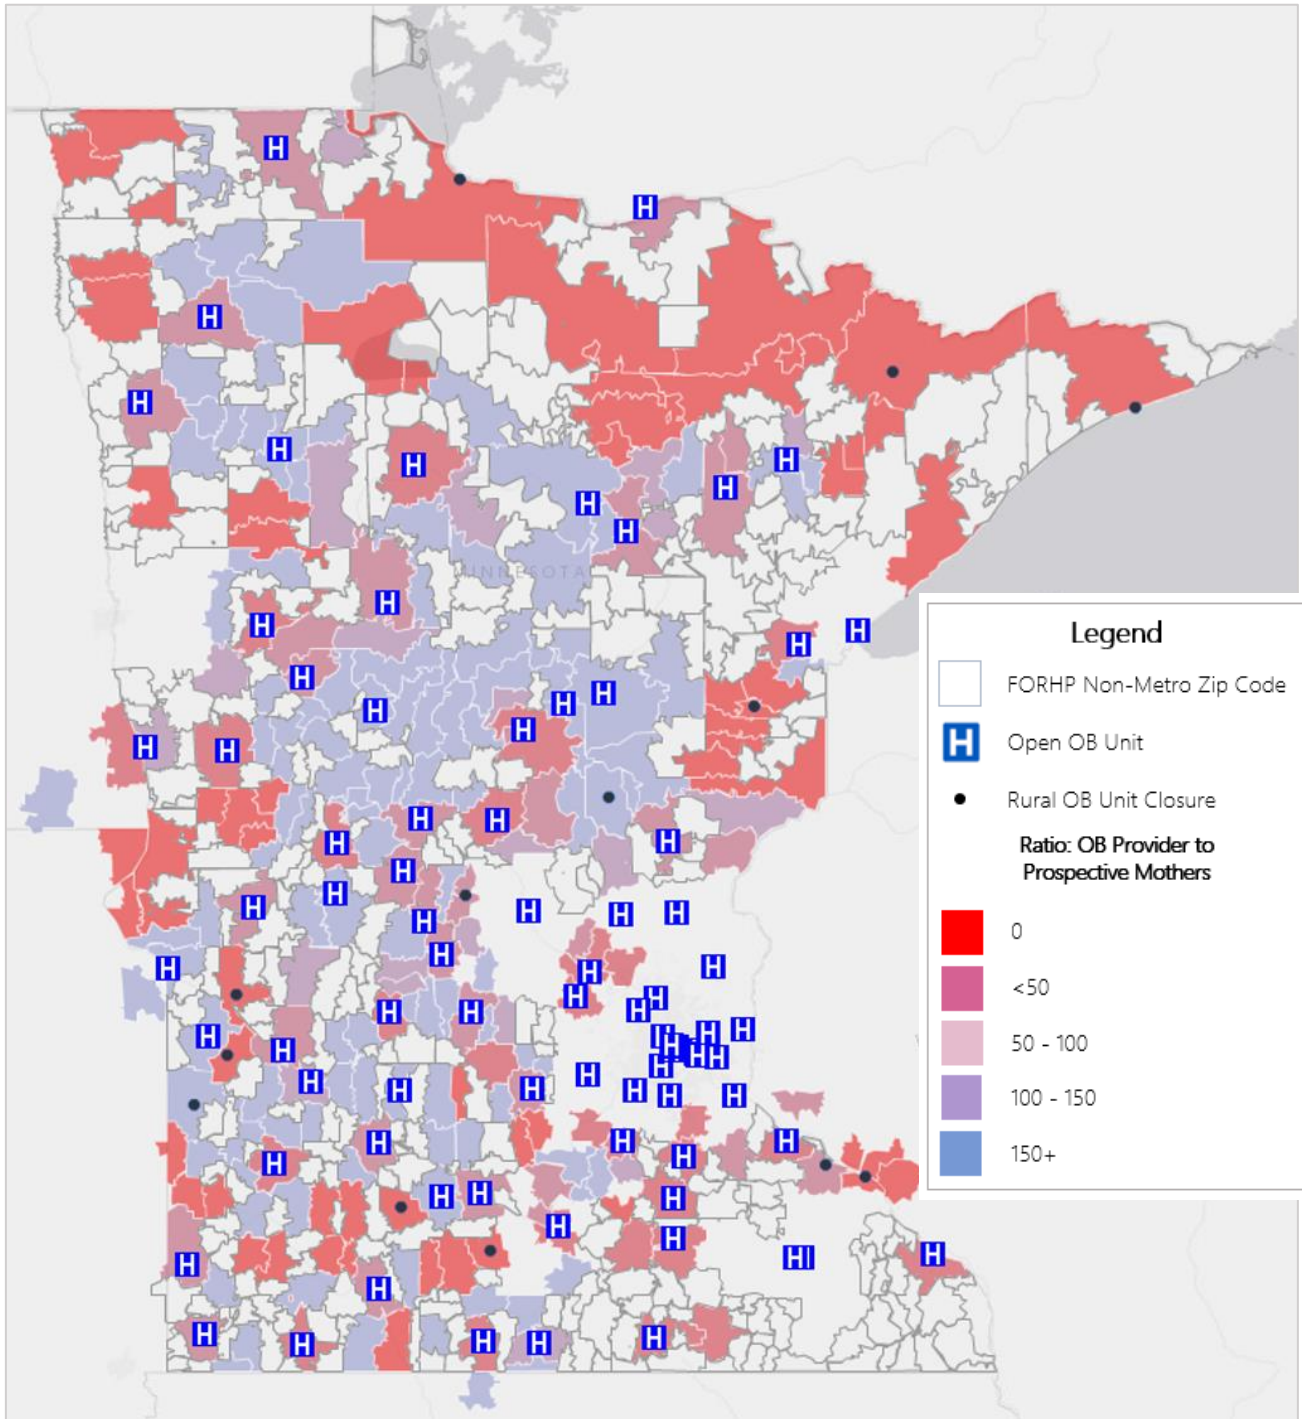 MINNESOTA
Legend
FORHP Non-Metro Zip Code
H Open OB Unit
Rural OB Unit Closure
Ratio: OB Provider to
Prospective Mothers
0
<50
50 - 100
100 - 150
150+